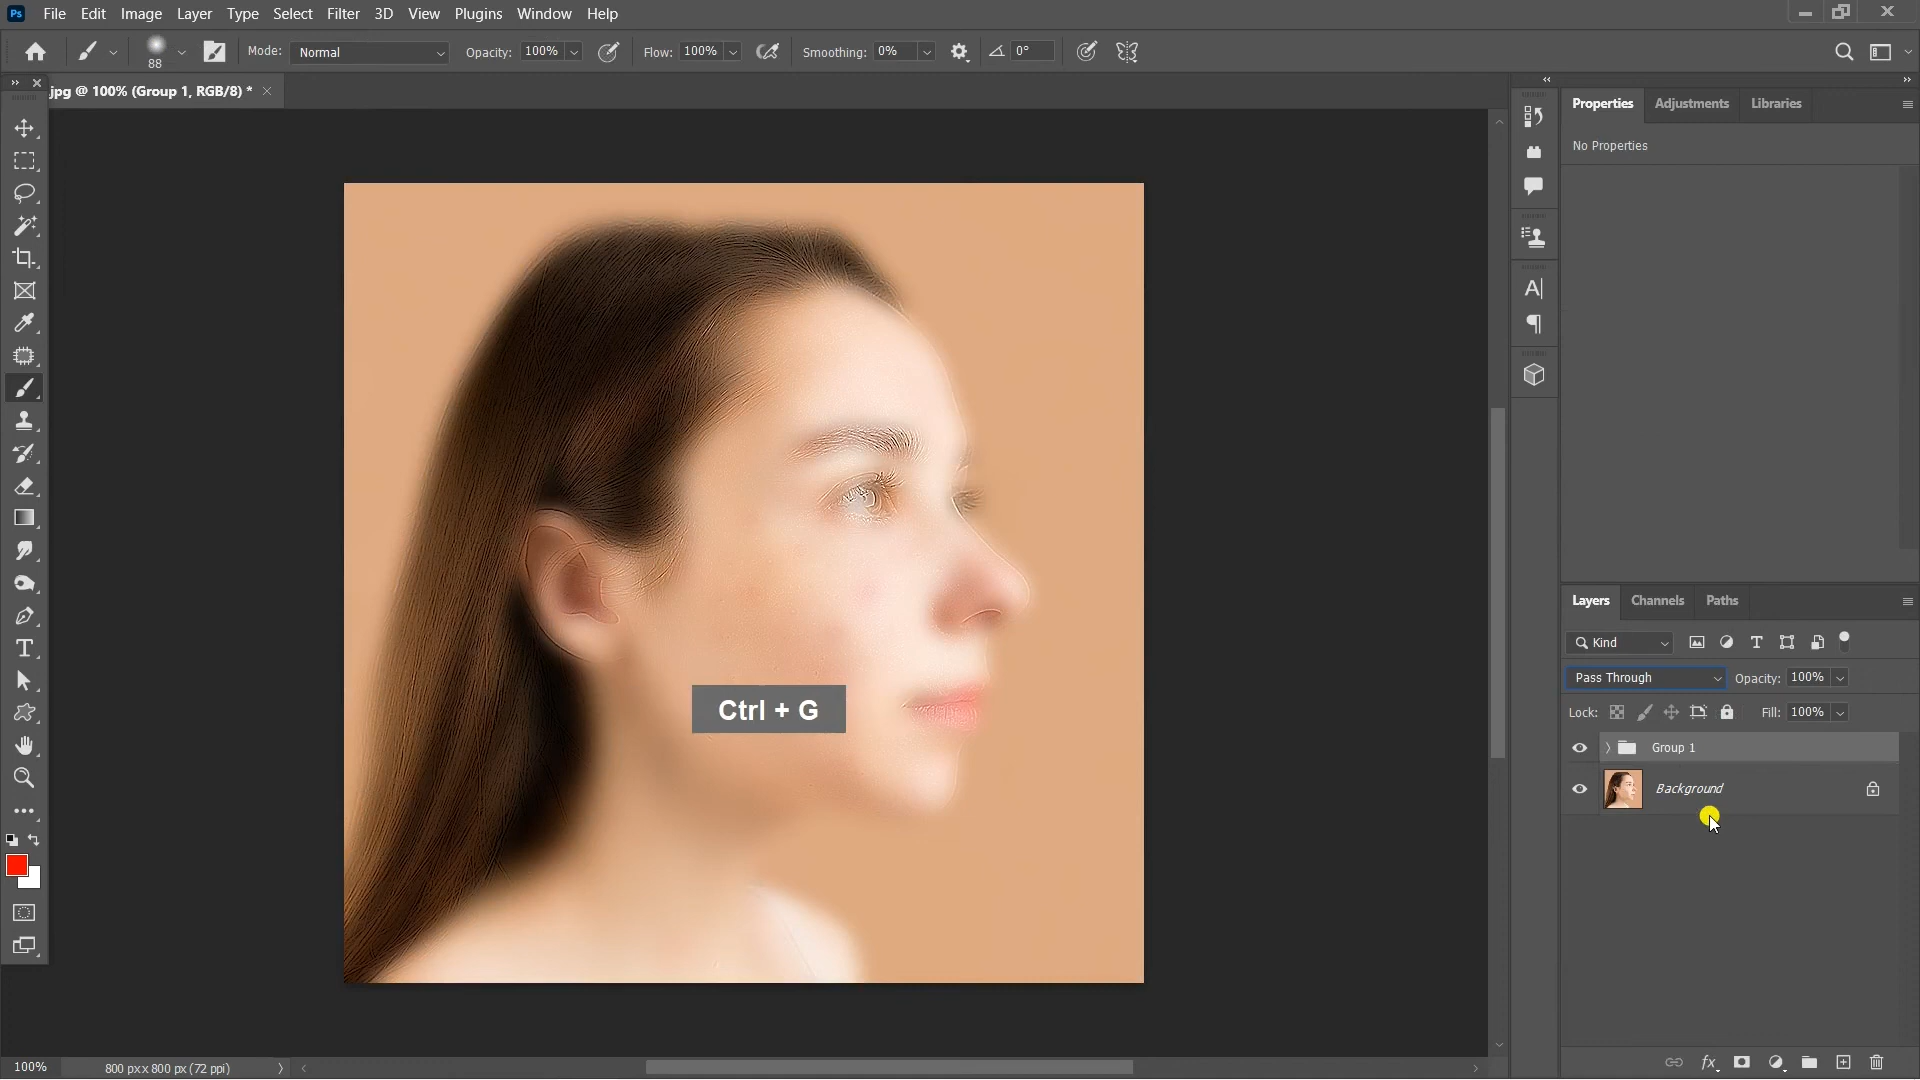 Ps File Edit Image Layer Type Select Filter 3D View Plugins Window Help
88 Mode: Normal Opacity: 100% Flow: 100% Smoothing: 0% 0°
jpg @ 100% (Group 1, RGB/8) *
Properties Adjustments Libraries
No Properties
Layers Channels Paths
Kind
Pass Through Opacity: 100%
Lock: Fill: 100%
Group 1
Background
Ctrl + G
100% 800 px x 800 px (72 ppi)